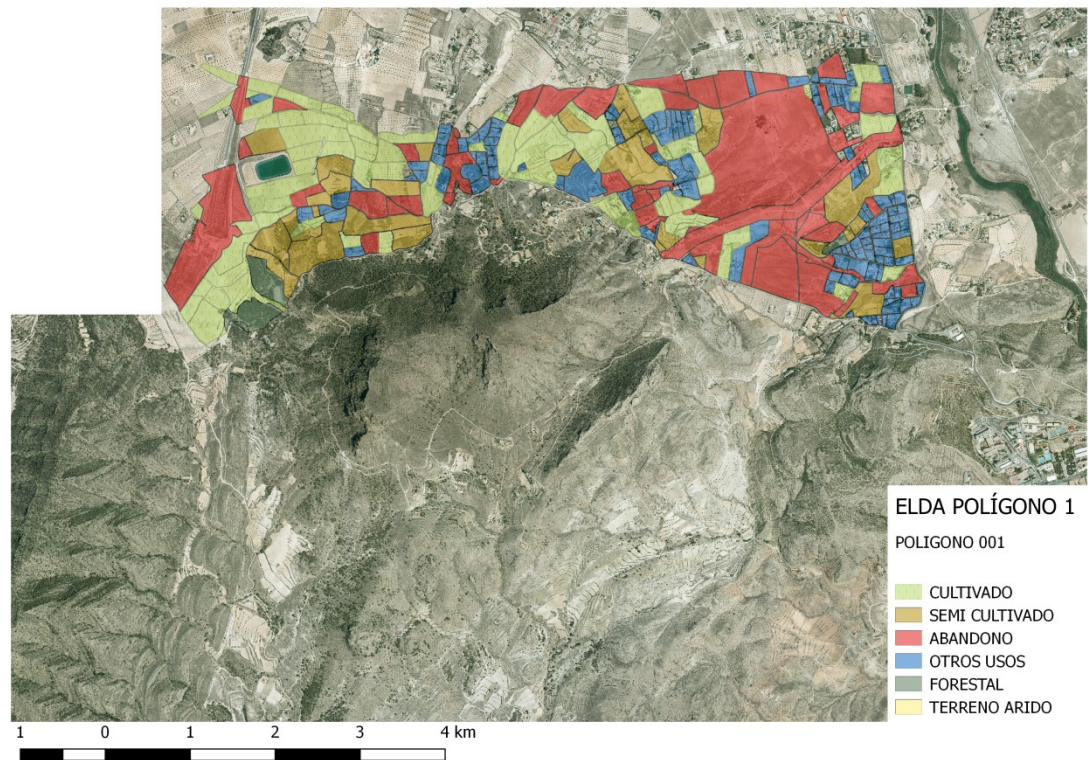 ELDA POLÍGONO 1
POLIGONO 001
CULTIVADO
SEMI CULTIVADO
ABANDONO
OTROS USOS
FORESTAL
TERRENO ARIDO
1 0 1 2 3 4 km